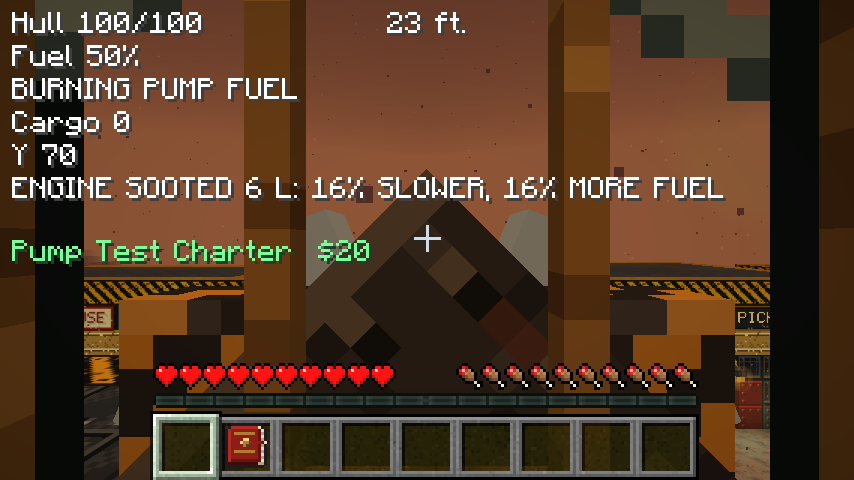 Hull 100/100
23 ft.
Fuel 50%
BURNING PUMP FUEL
Cargo 0
Y 70
ENGINE SOOTED 6 L: 16% SLOWER, 16% MORE FUEL
Pump Test Charter $20
SE
PICK